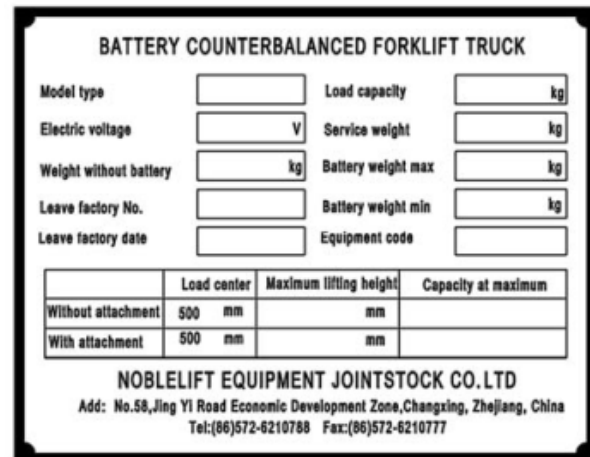 BATTERY COUNTERBALANCED FORKLIFT TRUCK
Model type Load capacity kg
Electric voltage V Service weight kg
Weight without battery kg Battery weight max kg
Leave factory No. Battery weight min kg
Leave factory date Equipment code
Load center Maximum lifting height Capacity at maximum
Without attachment 500 mm mm
With attachment 500 mm mm
NOBLELIFT EQUIPMENT JOINTSTOCK CO.LTD
Add: No.58,Jing Yi Road Economic Development Zone,Changxing, Zhejiang, China
Tel:(86)572-6210788 Fax:(86)572-6210777